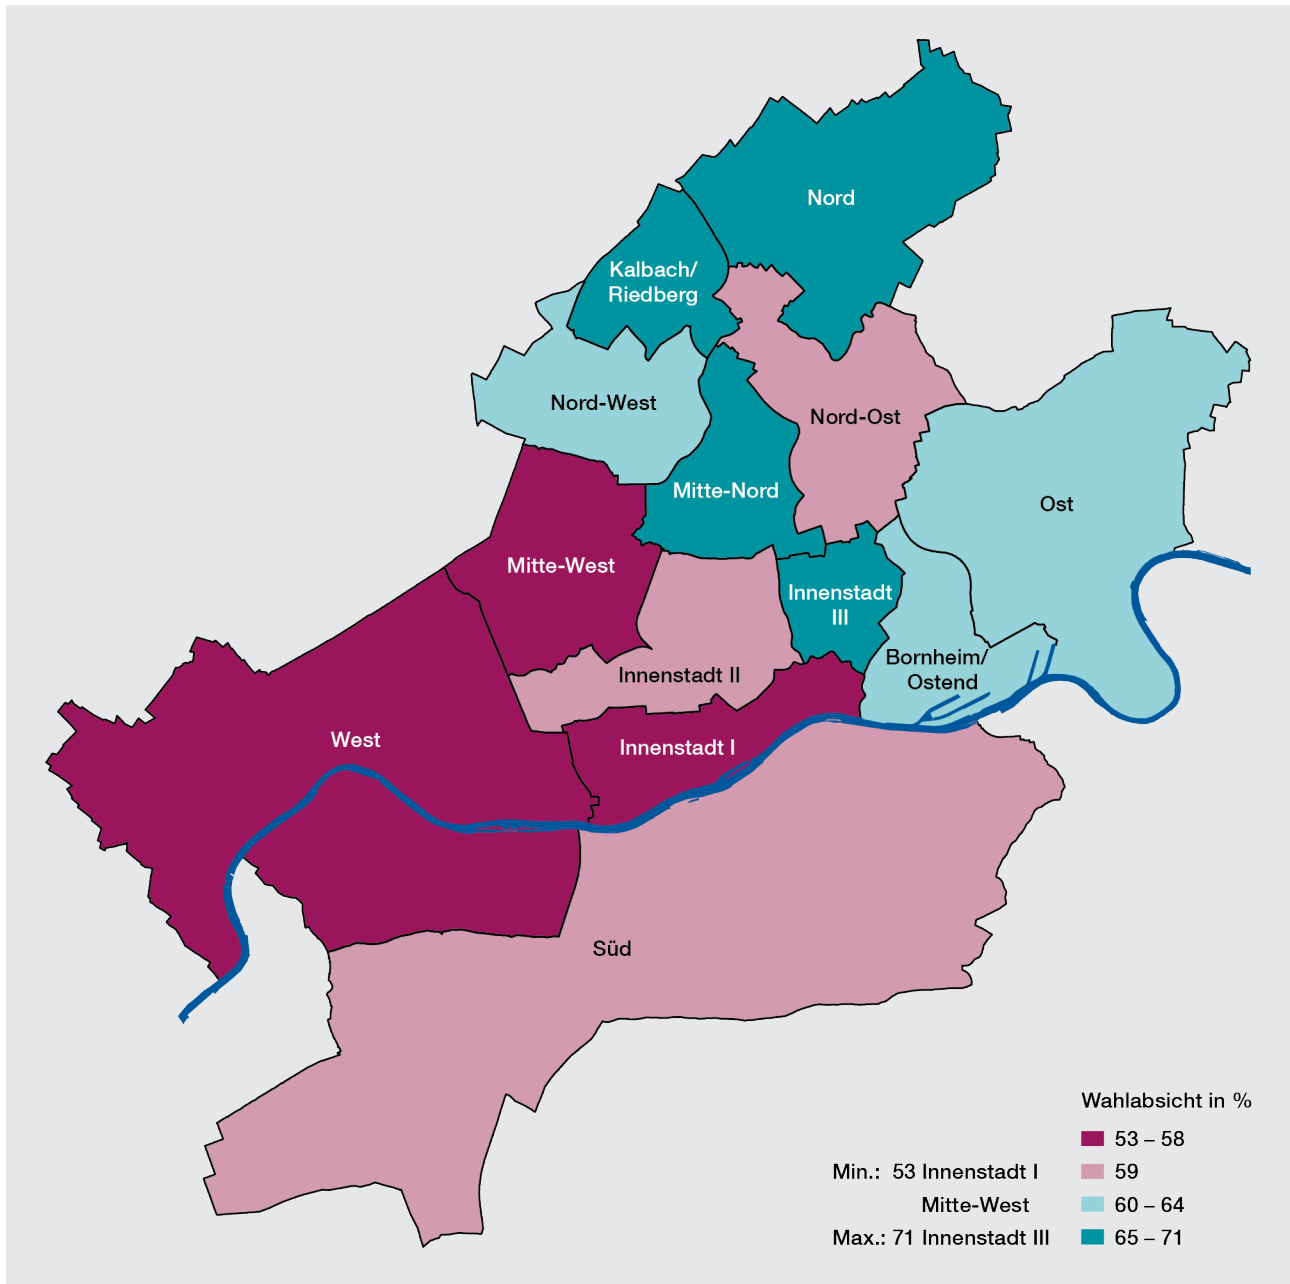 Nord
Kalbach/
Riedberg
Nord-West
Nord-Ost
Mitte-Nord
Ost
Mitte-West
Innenstadt
III
Bornheim/
Ostend
Innenstadt II
West
Innenstadt I
Süd
Wahlabsicht in %
53 – 58
Min.: 53 Innenstadt I 59
Mitte-West 60 – 64
Max.: 71 Innenstadt III 65 – 71